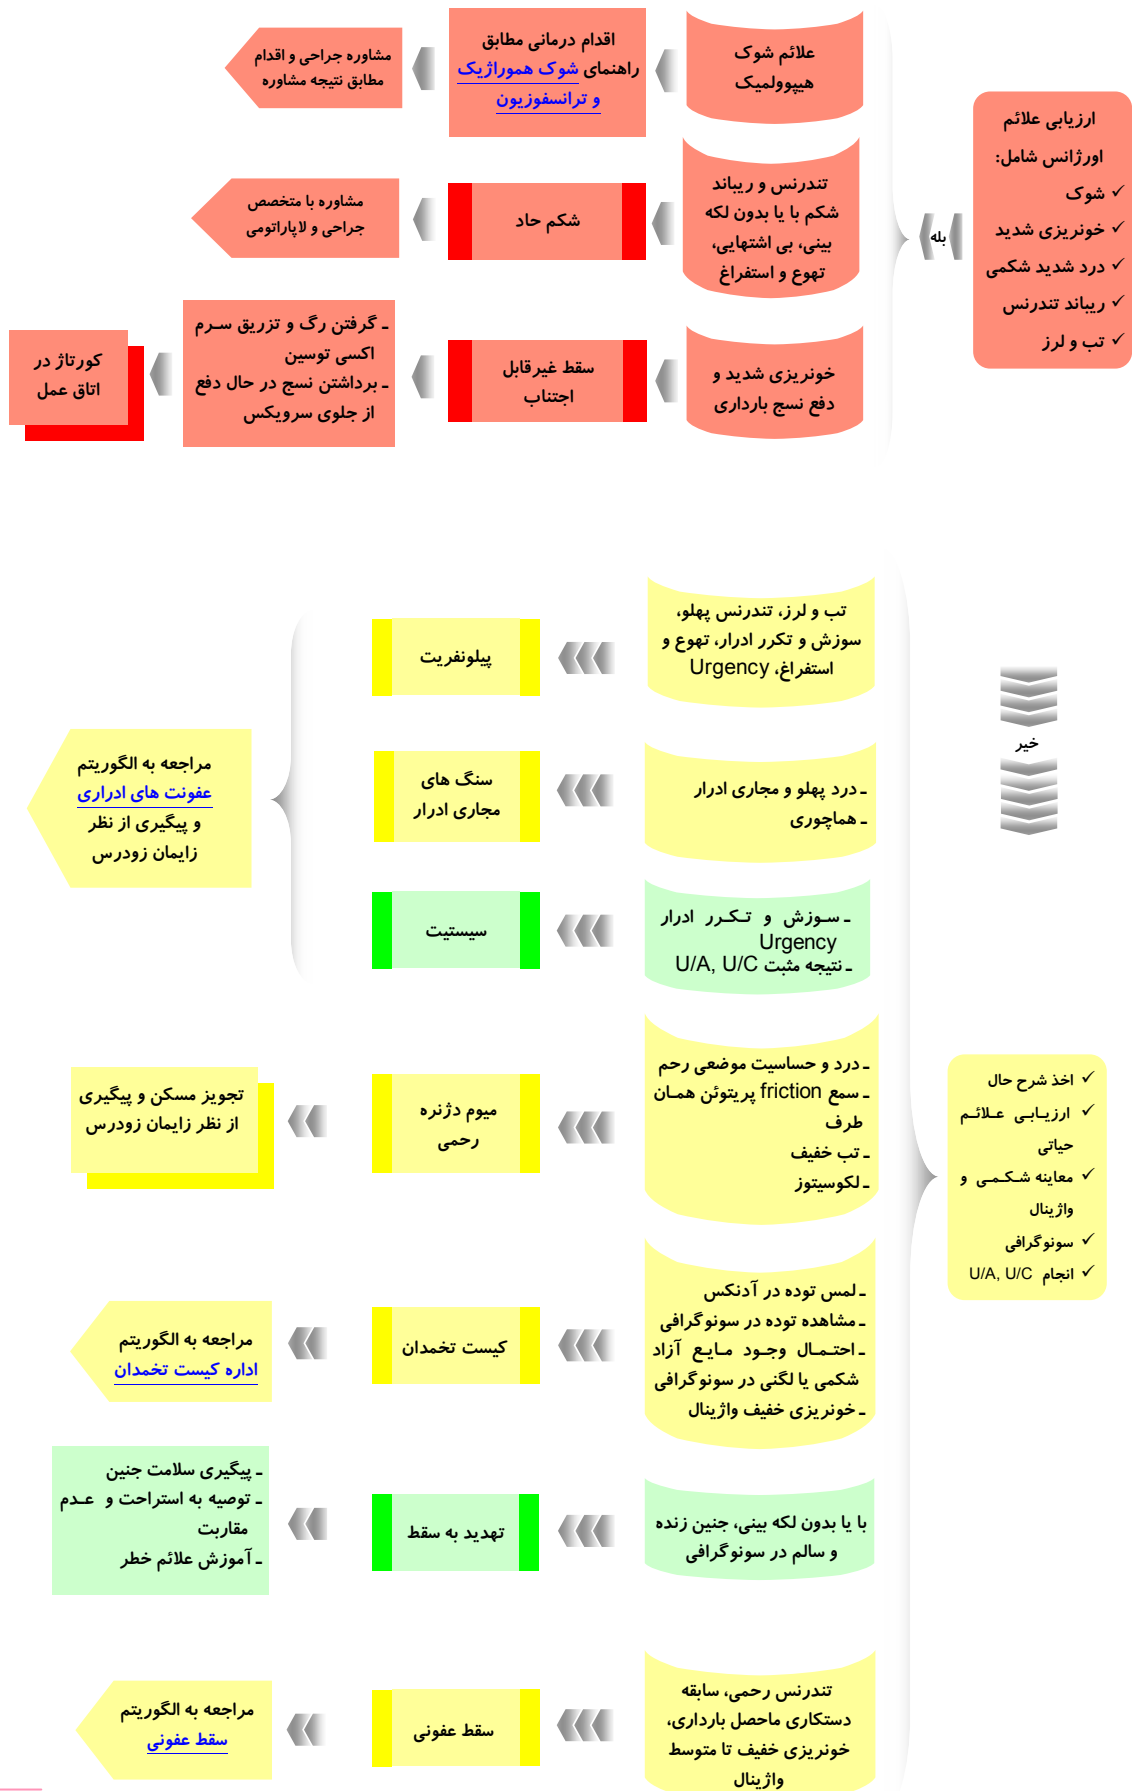 ارزیابی علائم
اورژانس شامل:
✓ شوک
✓ خونریزی شدید
✓ درد شدید شکمی
✓ ریباند تندرنس
✓ تب و لرز
بله
علائم شوک
هیپوولمیک
اقدام درمانی مطابق
راهنمای شوک هموراژیک
و ترانسفوزیون
مشاوره جراحی و اقدام
مطابق نتیجه مشاوره
تندرنس و ریباند
شکم با یا بدون لکه
بینی، بی اشتهایی،
تهوع و استفراغ
شکم حاد
مشاوره با متخصص
جراحی و لاپاراتومی
خونریزی شدید و
دفع نسج بارداری
سقط غیرقابل
اجتناب
ـ گرفتن رگ و تزریق سرم
اکسی توسین
ـ برداشتن نسج در حال دفع
از جلوی سرویکس
کورتاژ در
اتاق عمل
خیر
✓ اخذ شرح حال
✓ ارزیابی علائم
حیاتی
✓ معاینه شکمی و
واژینال
✓ سونوگرافی
✓ انجام U/A, U/C
تب و لرز، تندرنس پهلو،
سوزش و تکرر ادرار، تهوع و
استفراغ، Urgency
پیلونفریت
ـ درد پهلو و مجاری ادرار
ـ هماچوری
سنگ های
مجاری ادرار
ـ سوزش و تکرر ادرار
Urgency
ـ نتیجه مثبت U/A, U/C
سیستیت
مراجعه به الگوریتم
عفونت های ادراری
و پیگیری از نظر
زایمان زودرس
ـ درد و حساسیت موضعی رحم
ـ سمع friction پریتوئن همان
طرف
ـ تب خفیف
ـ لکوسیتوز
میوم دژنره
رحمی
تجویز مسکن و پیگیری
از نظر زایمان زودرس
ـ لمس توده در آدنکس
ـ مشاهده توده در سونوگرافی
ـ احتمال وجود مایع آزاد
شکمی یا لگنی در سونوگرافی
ـ خونریزی خفیف واژینال
کیست تخمدان
مراجعه به الگوریتم
اداره کیست تخمدان
با یا بدون لکه بینی، جنین زنده
و سالم در سونوگرافی
تهدید به سقط
ـ پیگیری سلامت جنین
ـ توصیه به استراحت و عدم
مقاربت
ـ آموزش علائم خطر
تندرنس رحمی، سابقه
دستکاری ماحصل بارداری،
خونریزی خفیف تا متوسط
واژینال
سقط عفونی
مراجعه به الگوریتم
سقط عفونی